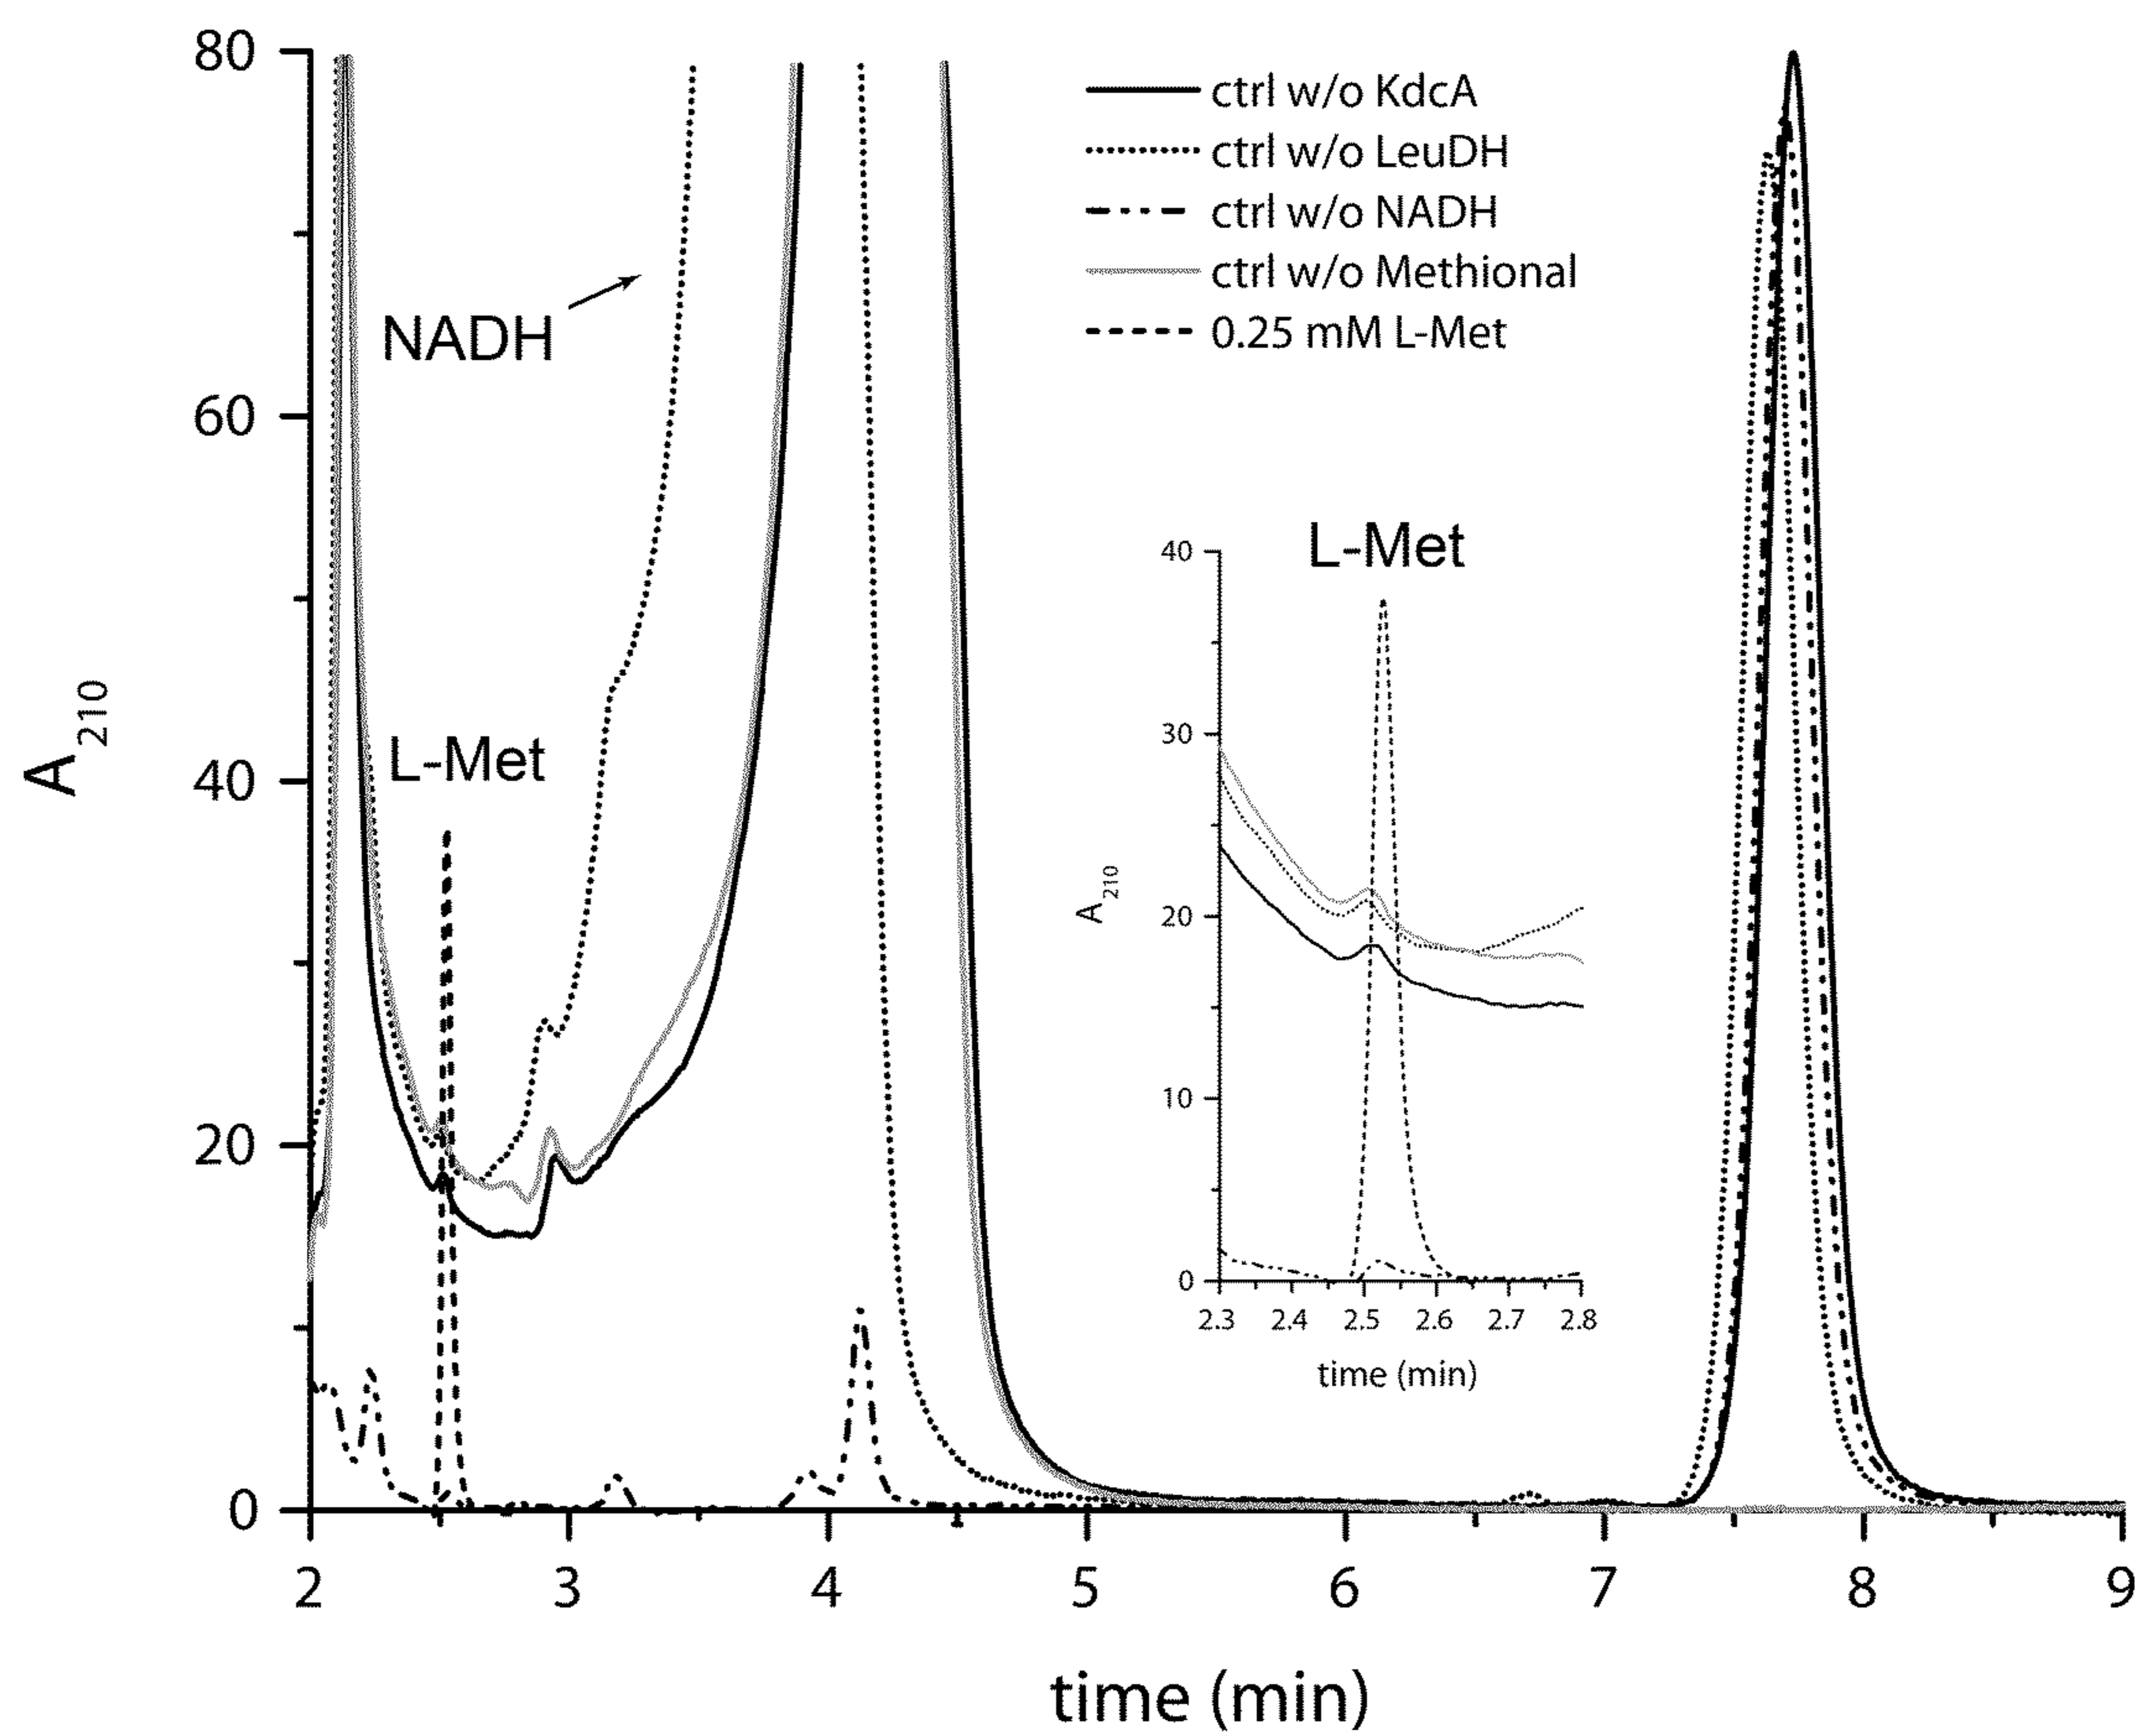 80
60
40
20
0
A210
2 3 4 5 6 7 8 9
time (min)
NADH
L-Met
ctrl w/o KdcA
ctrl w/o LeuDH
ctrl w/o NADH
ctrl w/o Methional
0.25 mM L-Met
L-Met
40
30
20
10
0
A210
2.3 2.4 2.5 2.6 2.7 2.8
time (min)